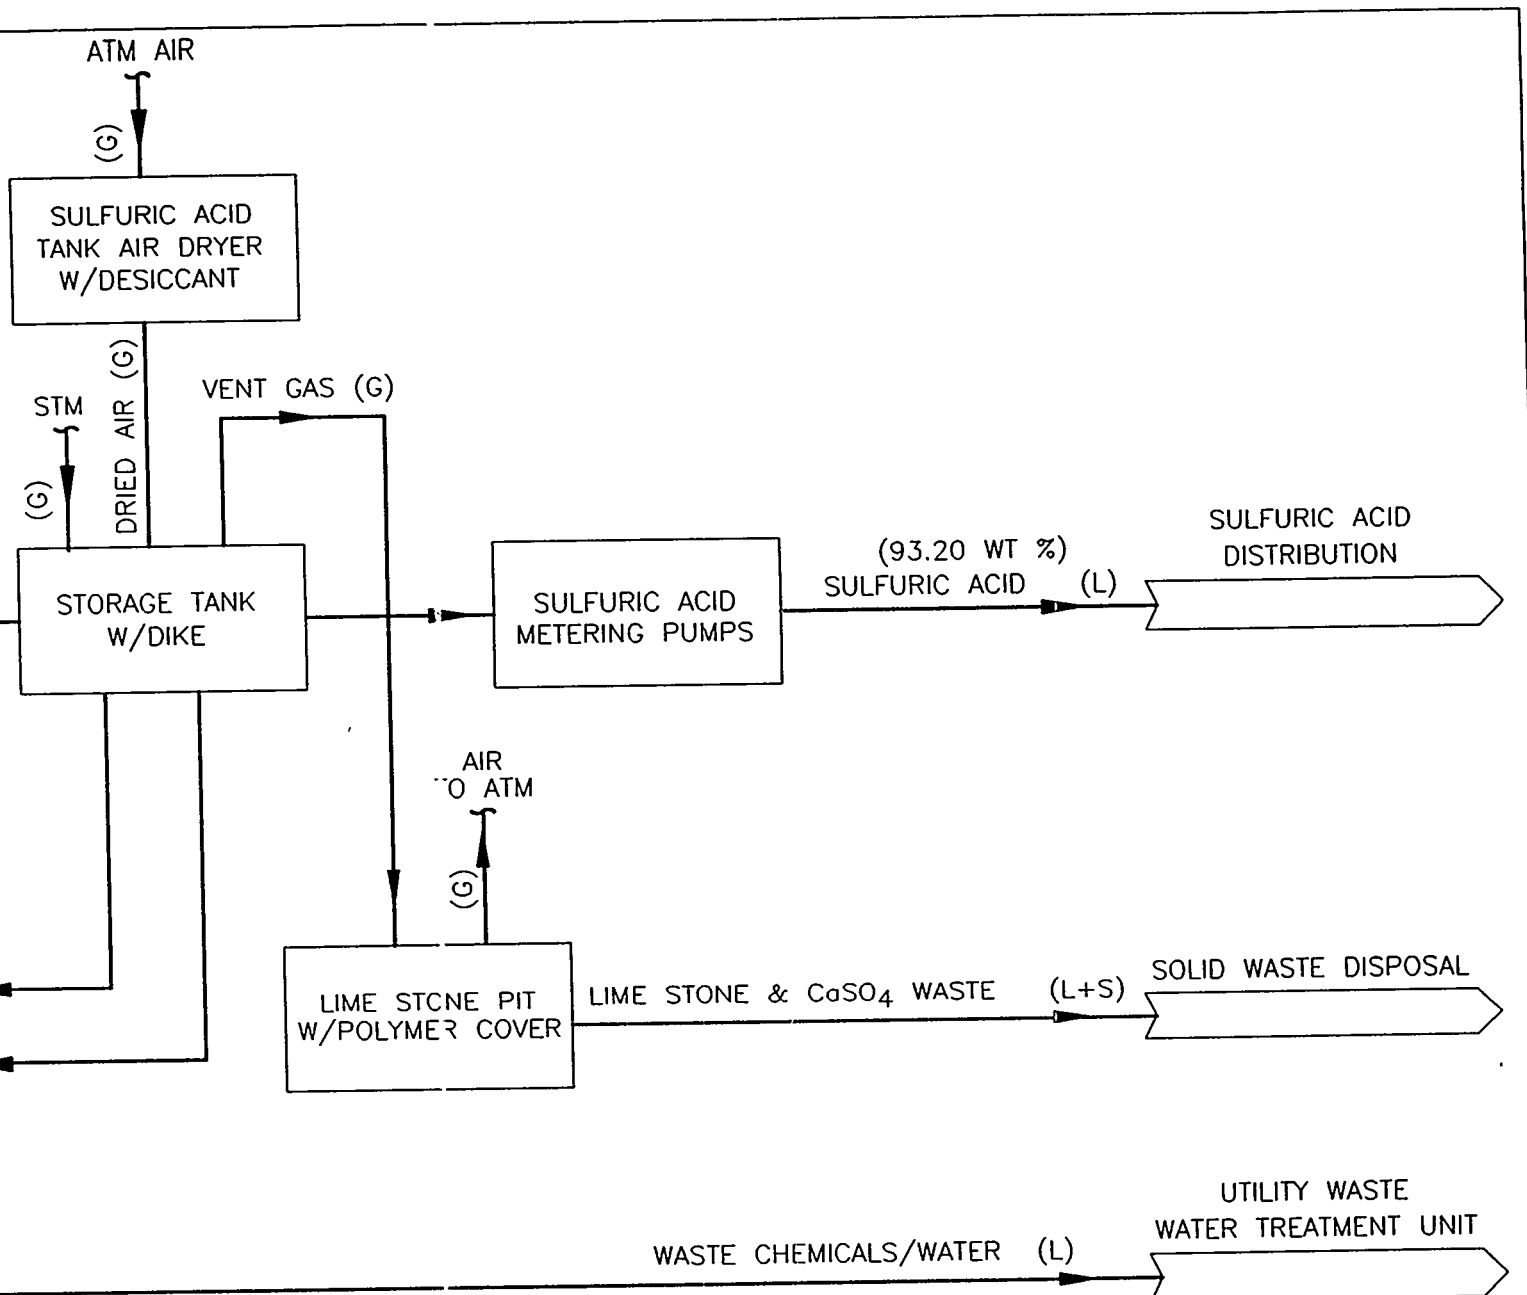 ATM AIR
(G)
SULFURIC ACID
TANK AIR DRYER
W/DESICCANT
DRIED AIR (G)
STM
(G)
VENT GAS (G)
STORAGE TANK
W/DIKE
SULFURIC ACID
METERING PUMPS
(93.20 WT %)
SULFURIC ACID (L)
SULFURIC ACID
DISTRIBUTION
AIR
O ATM
(G)
LIME STONE PIT
W/POLYMER COVER
LIME STONE & CaSO4 WASTE (L+S)
SOLID WASTE DISPOSAL
WASTE CHEMICALS/WATER (L)
UTILITY WASTE
WATER TREATMENT UNIT